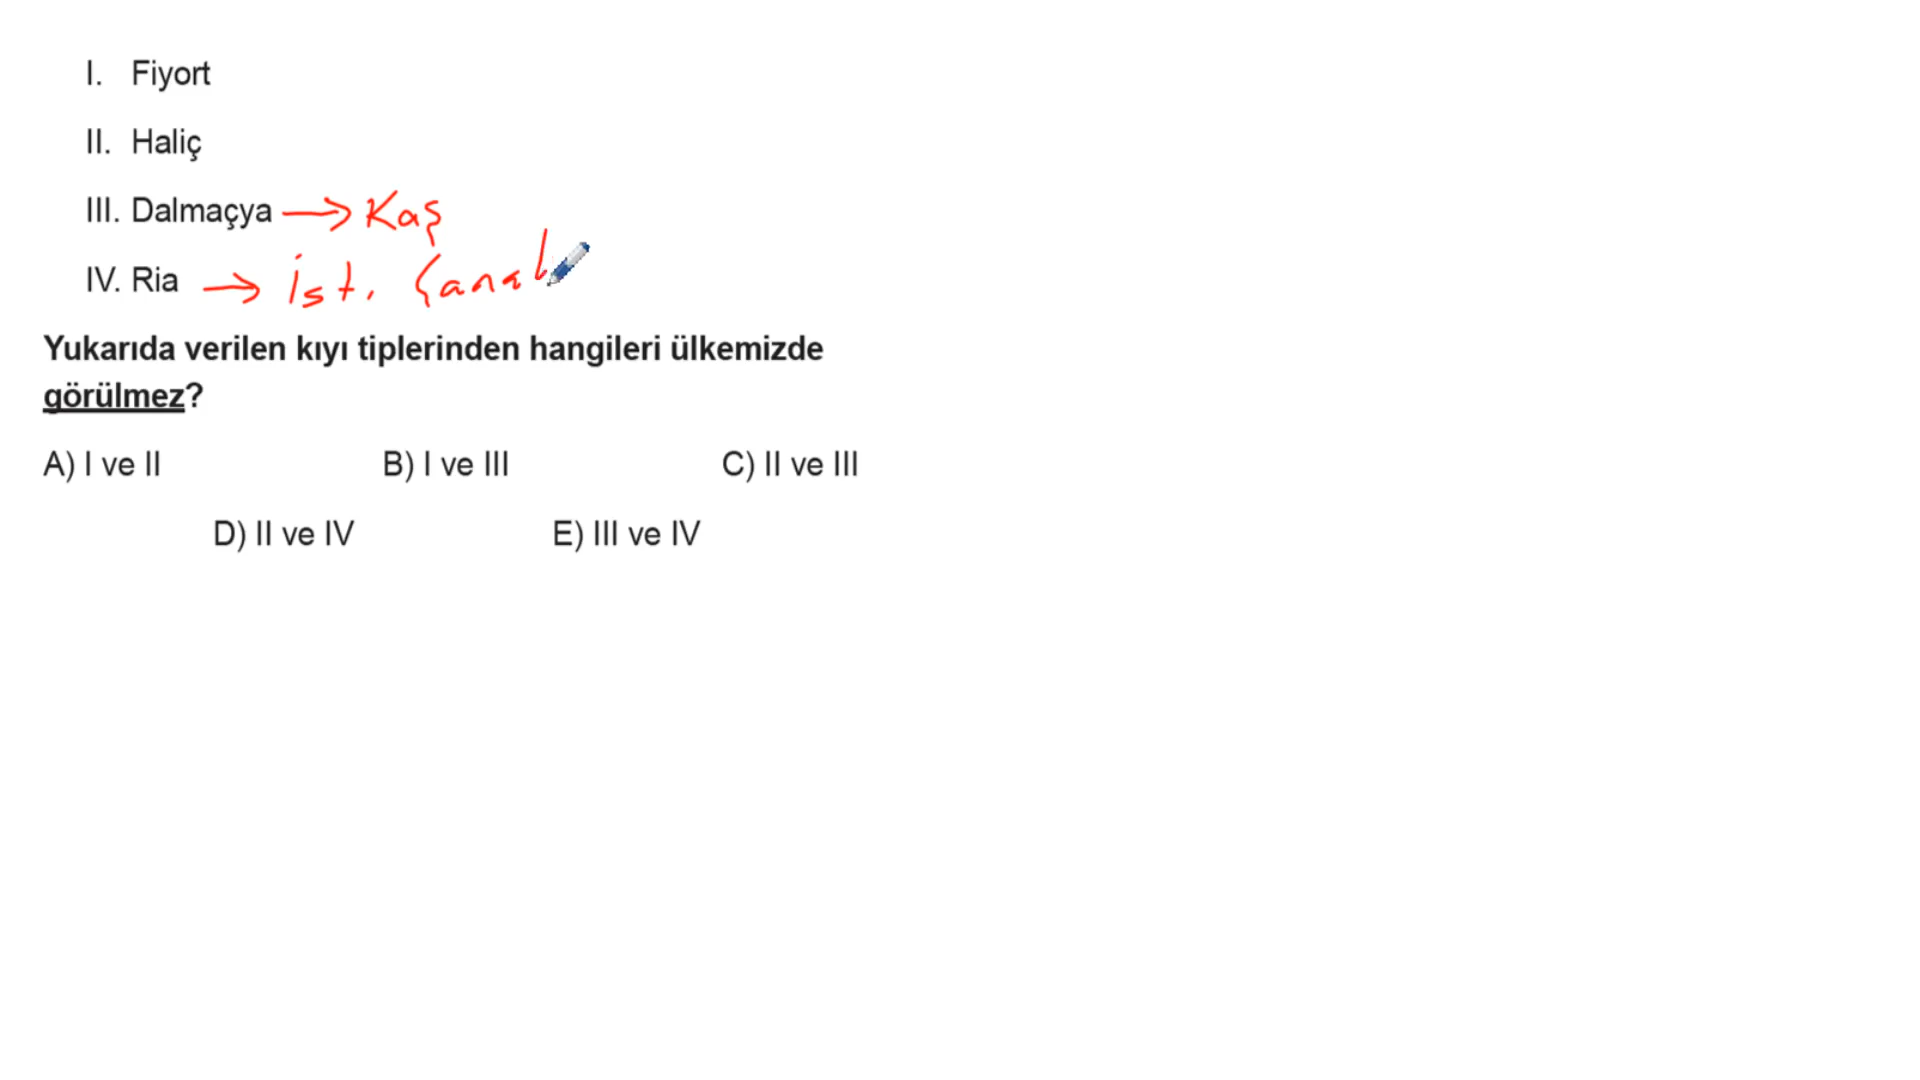 I. Fiyort
II. Haliç
III. Dalmaçya → Kaş
IV. Ria → İst. Çanak
Yukarıda verilen kıyı tiplerinden hangileri ülkemizde
görülmez?
A) I ve II B) I ve III C) II ve III
D) II ve IV E) III ve IV